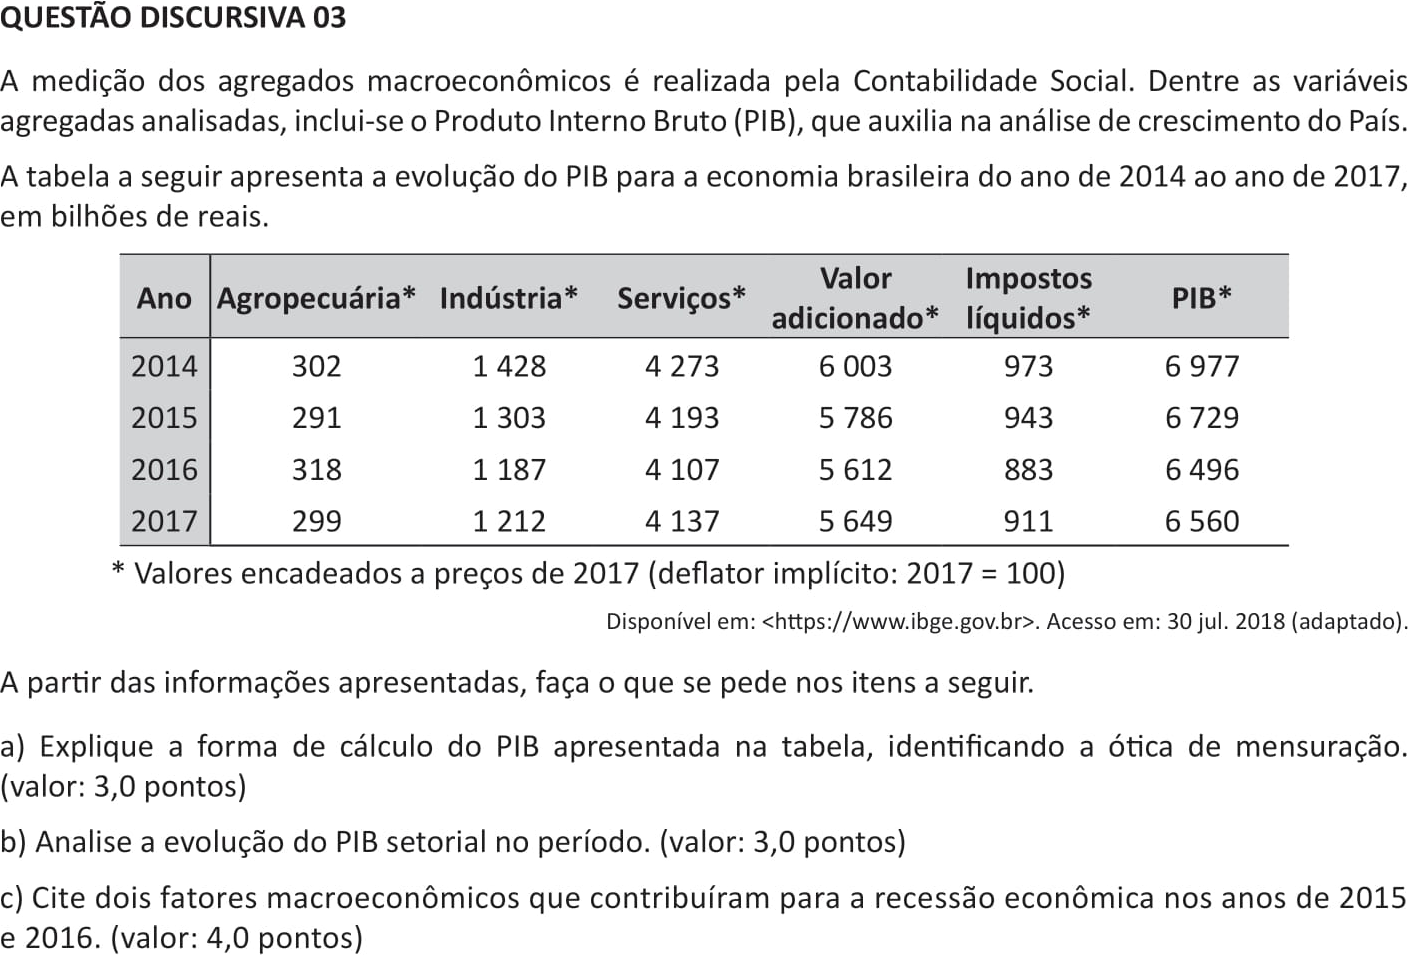 QUESTÃO DISCURSIVA 03
A medição dos agregados macroeconômicos é realizada pela Contabilidade Social. Dentre as variáveis
agregadas analisadas, inclui-se o Produto Interno Bruto (PIB), que auxilia na análise de crescimento do País.
A tabela a seguir apresenta a evolução do PIB para a economia brasileira do ano de 2014 ao ano de 2017,
em bilhões de reais.
Ano Agropecuária* Indústria* Serviços* Valor adicionado* Impostos líquidos* PIB*
2014 302 1 428 4 273 6 003 973 6 977
2015 291 1 303 4 193 5 786 943 6 729
2016 318 1 187 4 107 5 612 883 6 496
2017 299 1 212 4 137 5 649 911 6 560
* Valores encadeados a preços de 2017 (deflator implícito: 2017 = 100)
Disponível em: <https://www.ibge.gov.br>. Acesso em: 30 jul. 2018 (adaptado).
A partir das informações apresentadas, faça o que se pede nos itens a seguir.
a) Explique a forma de cálculo do PIB apresentada na tabela, identificando a ótica de mensuração.
(valor: 3,0 pontos)
b) Analise a evolução do PIB setorial no período. (valor: 3,0 pontos)
c) Cite dois fatores macroeconômicos que contribuíram para a recessão econômica nos anos de 2015
e 2016. (valor: 4,0 pontos)